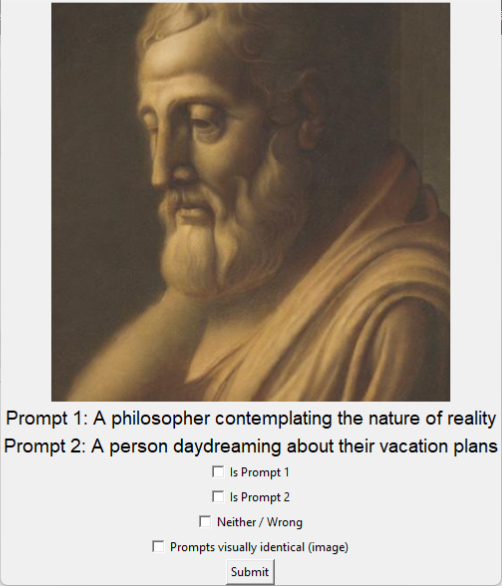 Prompt 1: A philosopher contemplating the nature of reality
Prompt 2: A person daydreaming about their vacation plans
Is Prompt 1
Is Prompt 2
Neither / Wrong
Prompts visually identical (image)
Submit